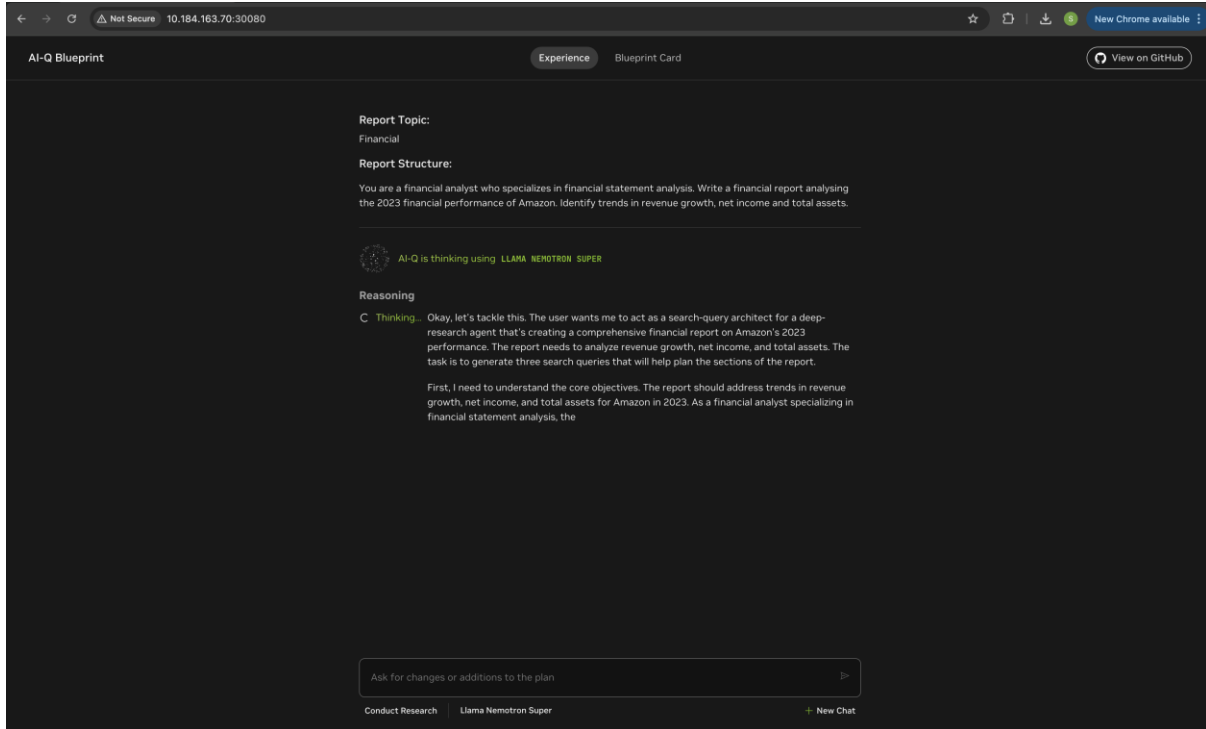 Not Secure 10.184.163.70:30080
S
New Chrome available
AI-Q Blueprint
Experience
Blueprint Card
View on GitHub
Report Topic:
Financial
Report Structure:
You are a financial analyst who specializes in financial statement analysis. Write a financial report analysing
the 2023 financial performance of Amazon. Identify trends in revenue growth, net income and total assets.
AI-Q is thinking using LLAMA NEMOTRON SUPER
Reasoning
Thinking... Okay, let's tackle this. The user wants me to act as a search-query architect for a deep-
research agent that's creating a comprehensive financial report on Amazon's 2023
performance. The report needs to analyze revenue growth, net income, and total assets. The
task is to generate three search queries that will help plan the sections of the report.
First, I need to understand the core objectives. The report should address trends in revenue
growth, net income, and total assets for Amazon in 2023. As a financial analyst specializing in
financial statement analysis, the
Ask for changes or additions to the plan
Conduct Research
Llama Nemotron Super
+ New Chat